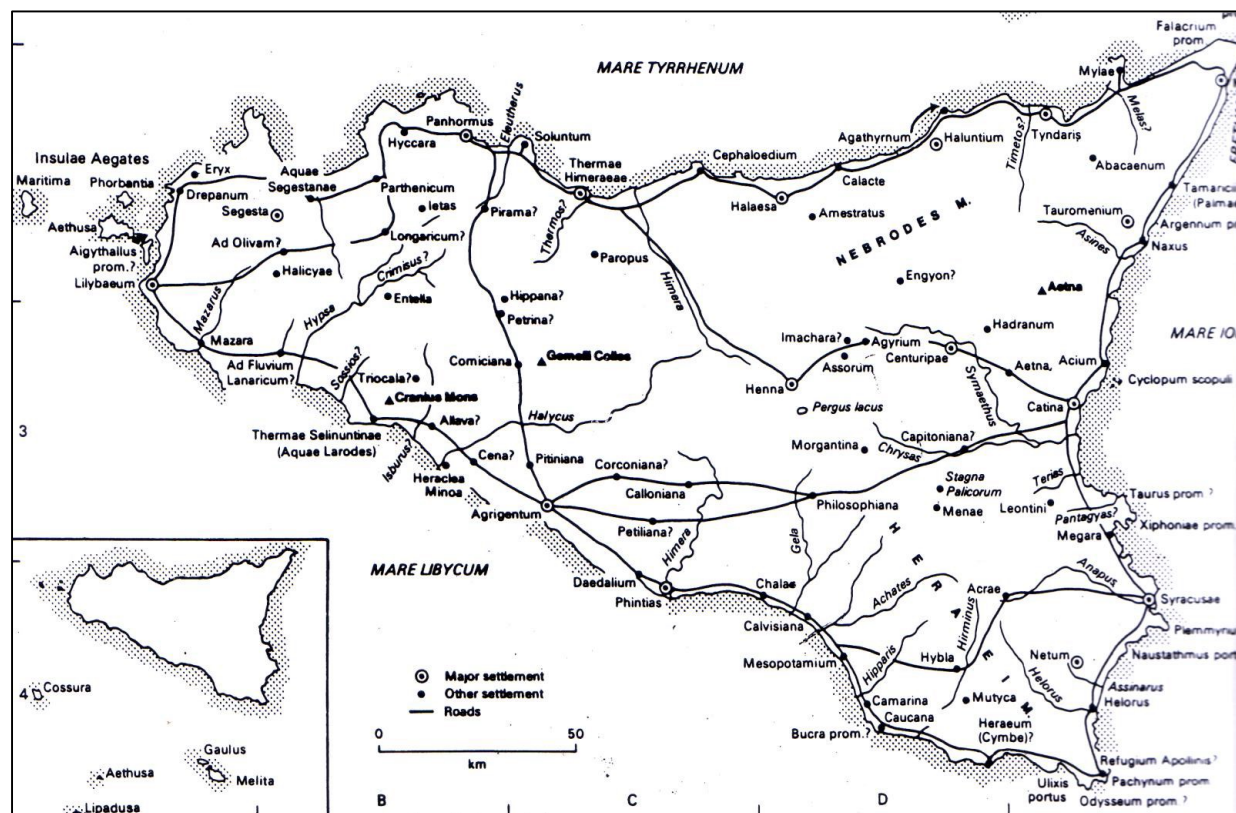 MARE TYRRHENUM
Falacrium
prom.
Mylae
Melas?
Timetos?
Tyndaris
Abacaenum
Agathyrnum
Haluntium
Calacte
Cephaloedium
Halaesa
Amestratus
NEBRODES M.
Tauromenium
Argennum
Asines
Naxus
Engyon?
Aetna
Hadranum
MARE
Eleutherus
Panhormus
Soluntum
Hyccara
Thermae
Himeraeae
Insulae Aegates
Maritima
Phorbantia
Eryx
Aquae
Segestanae
Drepanum
Segesta
Parthenicum
Ietas
Pirama?
Thermos?
Aethusa
Aigythallus
prom.?
Lilybaeum
Ad Olivam?
Longaricum?
Halicyae
Crimisus?
Paropus
Himera
Mazarus
Entella
Hippana?
Petrina?
Hypsa
Mazara
Ad Fluvium
Lanaricum?
Sossios?
Triocala?
Comiciana
Gemelli Colles
Cranius Mons
Imachara?
Agyrium
Centuripae
Assorum
Aetna,
Acium
Symaethus
Cyclopum scopuli
Henna
Pergus lacus
Catina
3
Thermae Selinuntinae
(Aquae Larodes)
Allava?
Halycus
Isburus?
Heraclea
Minoa
Cena?
Pitiniana
Corconiana?
Calloniana
Morgantina
Capitoniana?
Chrysas
Stagna
Palicorum
Menae
Terias
Leontini
Taurus prom.?
Pantagyas?
Xiphoniae prom.
Megara
Agrigentum
Petiliana?
Philosophiana
Himera
Gela
HERAEI M.
MARE LIBYCUM
Daedalium
Phintias
Chalae
Calvisiana
Achates
Acrae
Anapus
Syracusae
Hirminus
Mesopotamium
Hipparis
Hybla
Netum
Naustathmus
Helorus
Assinarus
Helorus
Camarina
Caucana
Mutyca
Bucra prom.?
Heraeum
(Cymbe)?
Refugium Apollinis?
Ulixis
portus
Pachynum prom.
Odysseum prom.?
Major settlement
Other settlement
Roads
0 50
km
4
Cossura
Gaulus
Melita
Aethusa
Lipadusa
B C D